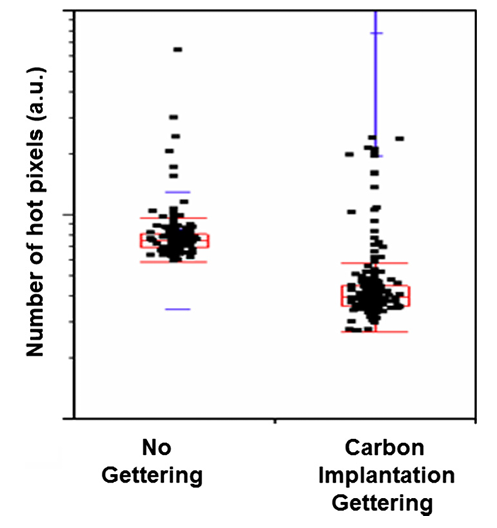 Number of hot pixels (a.u.)
No
Gettering
Carbon
Implantation
Gettering